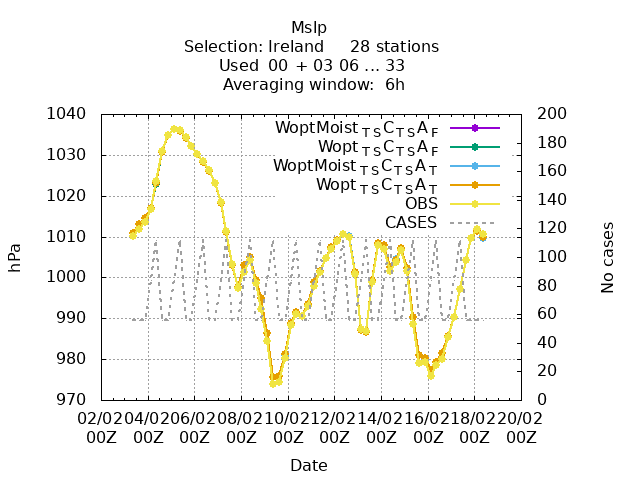 Mslp
Selection: Ireland 28 stations
Used 00 + 03 06 ... 33
Averaging window: 6h
1040 200
WoptMoist TS C TS A F
180
Wopt TS C TS A F
1030 160
WoptMoist TS C TS A T
Wopt TS C TS A T
1020 140
OBS
CASES
120
1010
100
hPa
No cases
1000 80
60
990
40
980
20
970 0
02/02 04/02 06/02 08/02 10/02 12/02 14/02 16/02 18/02 20/02
00Z 00Z 00Z 00Z 00Z 00Z 00Z 00Z 00Z 00Z
Date